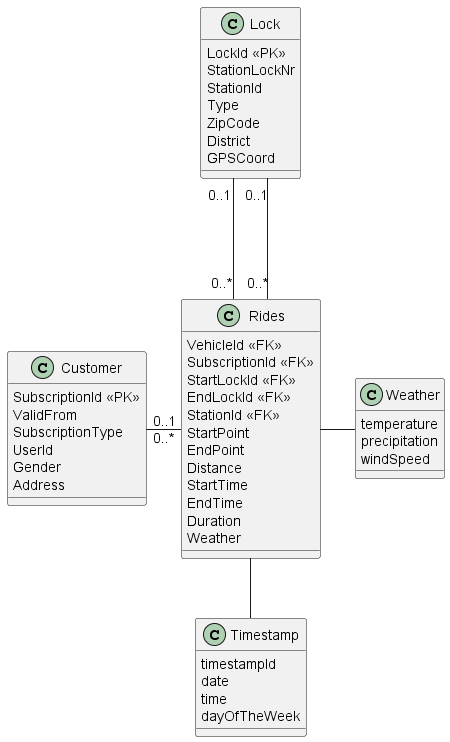 C Lock
LockId «PK»
StationLockNr
StationId
Type
ZipCode
District
GPSCoord
0..1 0..1
0..* 0..*
C Rides
VehicleId «FK»
SubscriptionId «FK»
StartLockId «FK»
EndLockId «FK»
StationId «FK»
StartPoint
EndPoint
Distance
StartTime
EndTime
Duration
Weather
C Customer
SubscriptionId «PK»
ValidFrom
SubscriptionType
UserId
Gender
Address
0..1
0..*
C Weather
temperature
precipitation
windSpeed
C Timestamp
timestampId
date
time
dayOfTheWeek